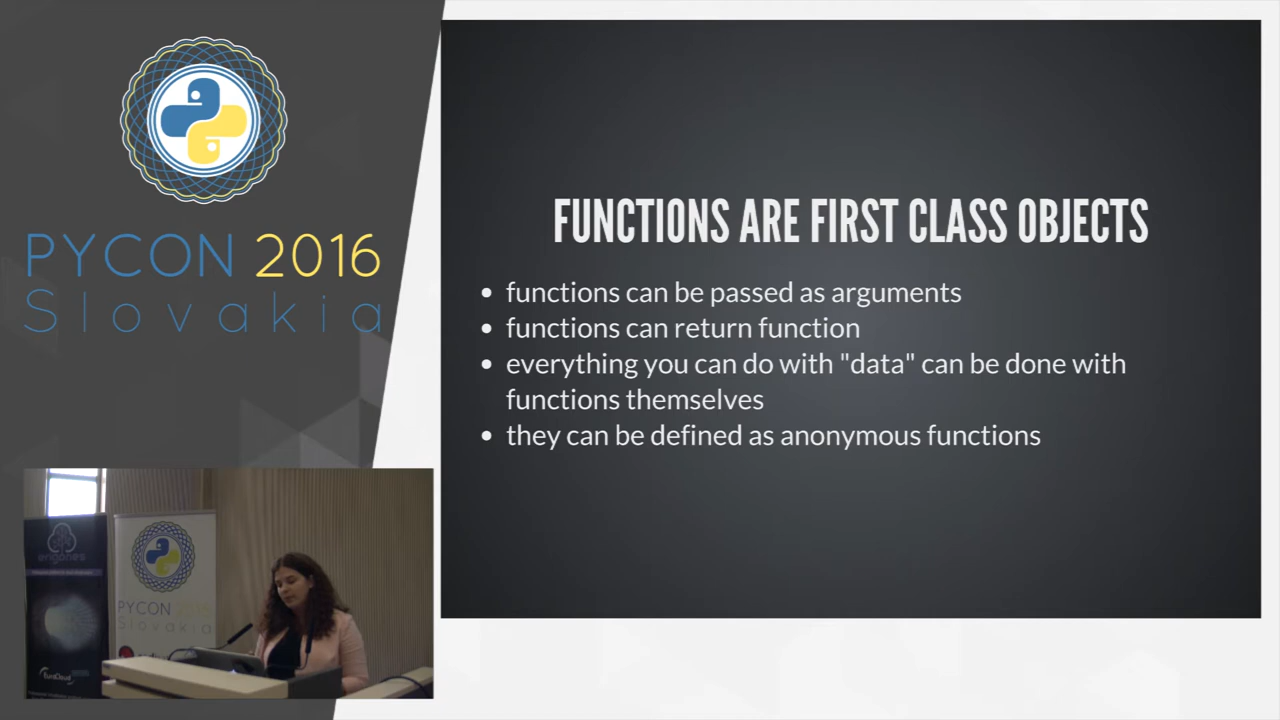 PYCON 2016
Slovakia
FUNCTIONS ARE FIRST CLASS OBJECTS
functions can be passed as arguments
functions can return function
everything you can do with "data" can be done with
functions themselves
they can be defined as anonymous functions
erigones
PYCON 2016
Slovakia
EuroCloud